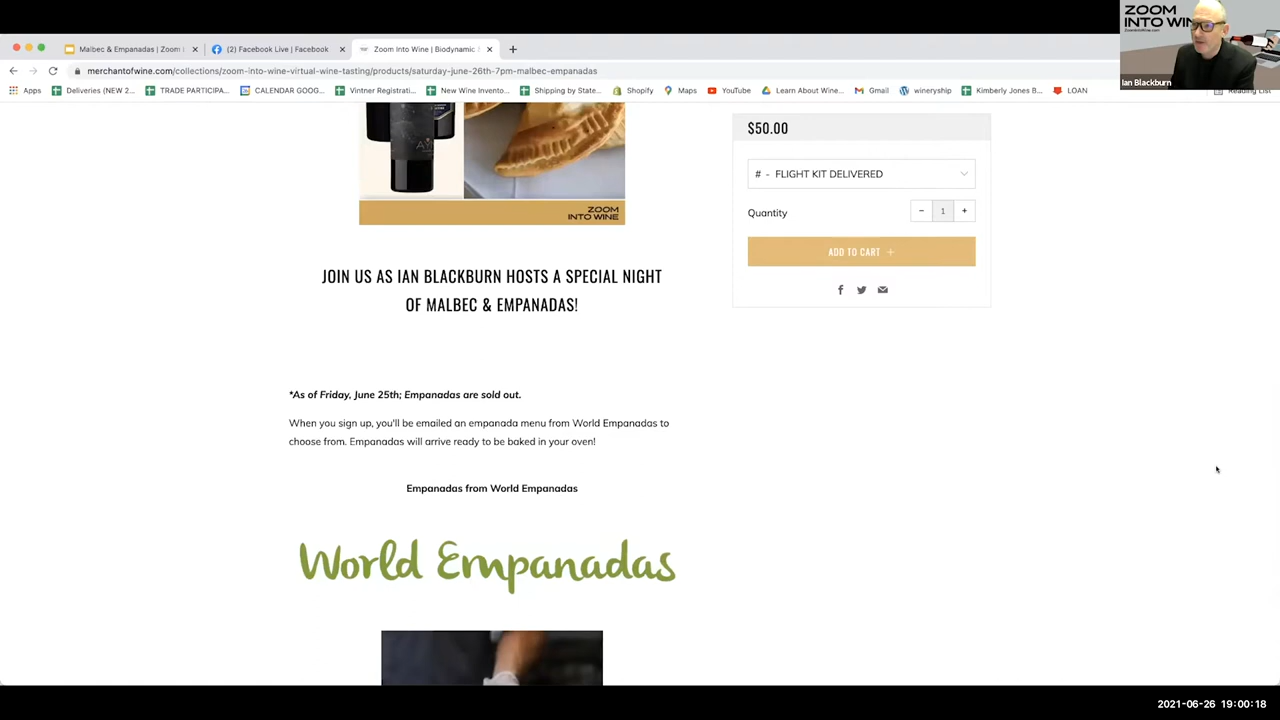 Malbec & Empanadas | Zoom I
(2) Facebook Live | Facebook
Zoom Into Wine | Biodynamic
merchantofwine.com/collections/zoom-into-wine-virtual-wine-tasting/products/saturday-june-26th-7pm-malbec-empanadas
Apps
Deliveries (NEW 2...
TRADE PARTICIPA...
CALENDAR GOOG...
Vintner Registrati...
New Wine Invento...
Shipping by State...
Shopify
Maps
YouTube
Learn About Wine...
Gmail
wineryship
Kimberly Jones B...
LOAN
Reading List
ZOOM
INTO WIN
ZoomIntoWine.com
Ian Blackburn
ZOOM
INTO WINE
$50.00
# - FLIGHT KIT DELIVERED
Quantity
− 1 +
ADD TO CART +
JOIN US AS IAN BLACKBURN HOSTS A SPECIAL NIGHT
OF MALBEC & EMPANADAS!
*As of Friday, June 25th; Empanadas are sold out.
When you sign up, you'll be emailed an empanada menu from World Empanadas to
choose from. Empanadas will arrive ready to be baked in your oven!
Empanadas from World Empanadas
World Empanadas
2021-06-26 19:00:18